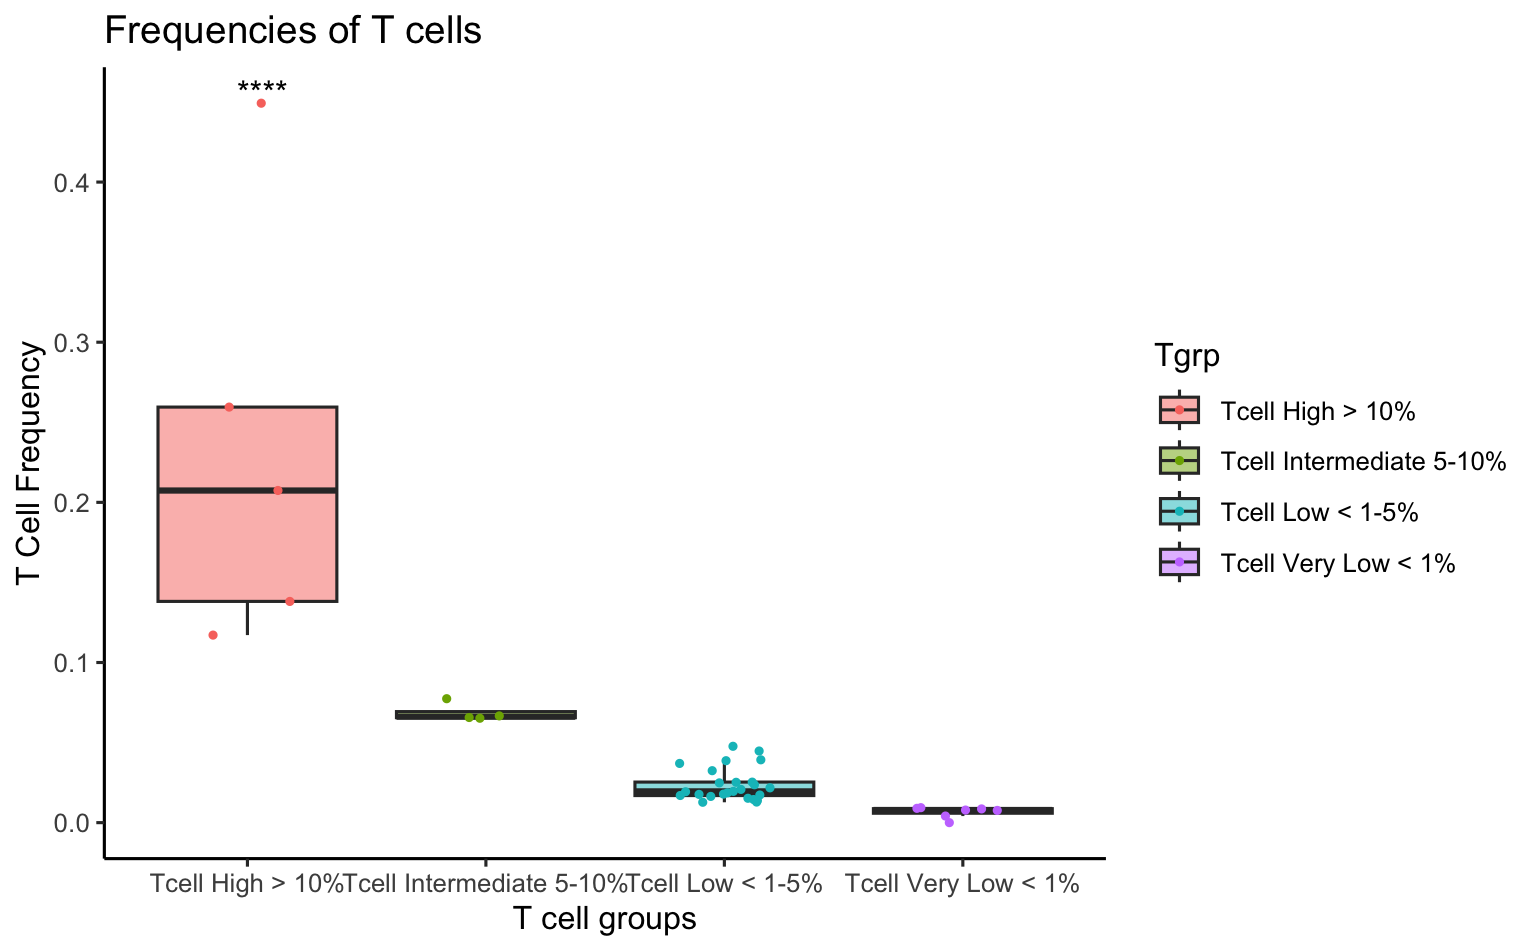 Frequencies of T cells
****
0.4
0.3
0.2
0.1
0.0
T Cell Frequency
Tcell High > 10%
Tcell Intermediate 5-10%
Tcell Low < 1-5%
Tcell Very Low < 1%
T cell groups
Tgrp
Tcell High > 10%
Tcell Intermediate 5-10%
Tcell Low < 1-5%
Tcell Very Low < 1%